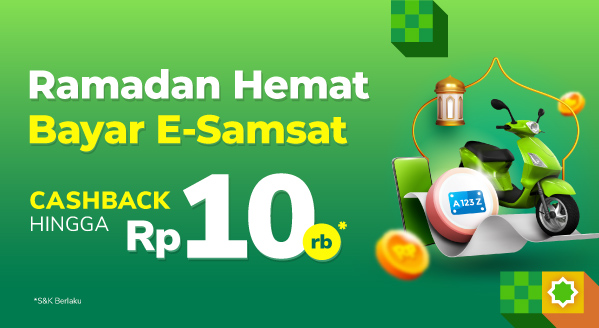 Ramadan Hemat
Bayar E-Samsat
CASHBACK
HINGGA
Rp10rb*
A 123 Z
*S&K Berlaku